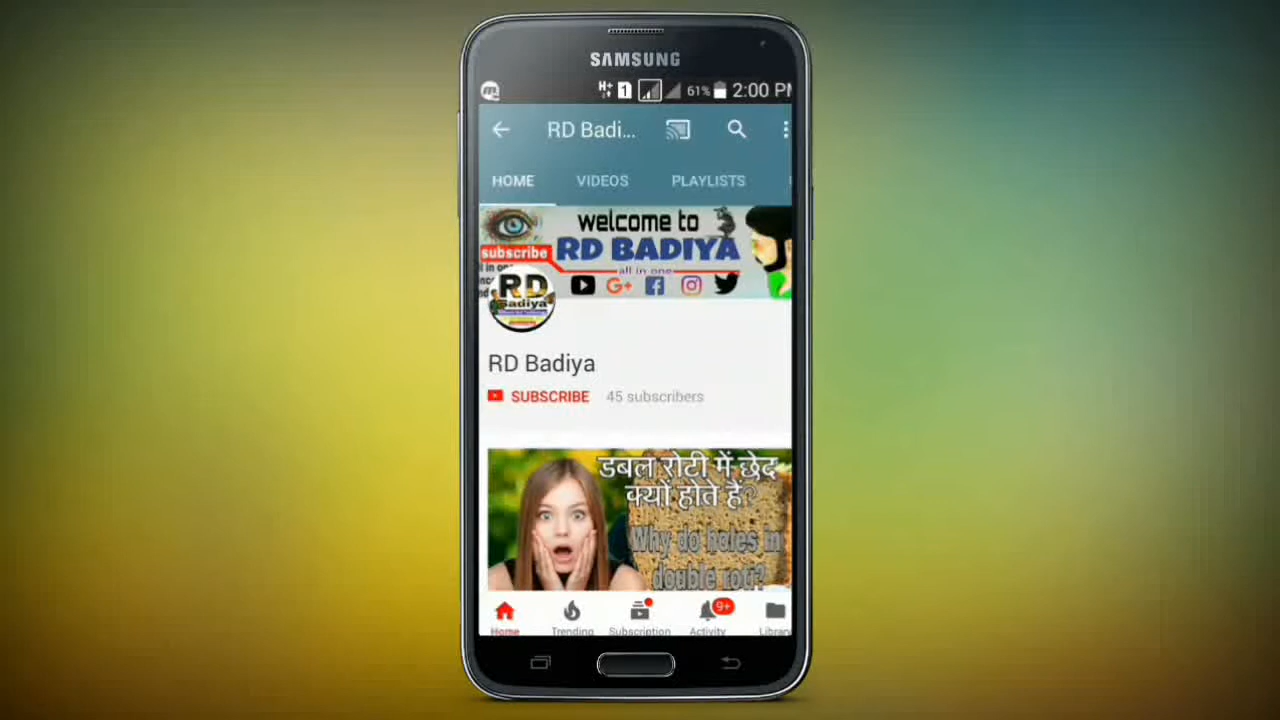 SAMSUNG
1 61% 2:00 PM
RD Badi...
HOME VIDEOS PLAYLISTS
welcome to
RD BADIYA
subscribe
all in one
RD
Badiya
RD Badiya
SUBSCRIBE 45 subscribers
डबल रोटी में छेद
क्यों होते हैं?
Why do holes in
double roti?
9+
Home Trending Subscription Activity Librar